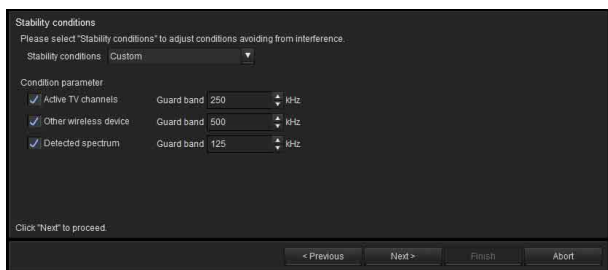 Stability conditions
Please select "Stability conditions" to adjust conditions avoiding from interference.
Stability conditions Custom
Condition parameter
Active TV channels Guard band 250 kHz
Other wireless device Guard band 500 kHz
Detected spectrum Guard band 125 kHz
Click "Next" to proceed.
< Previous Next > Finish Abort